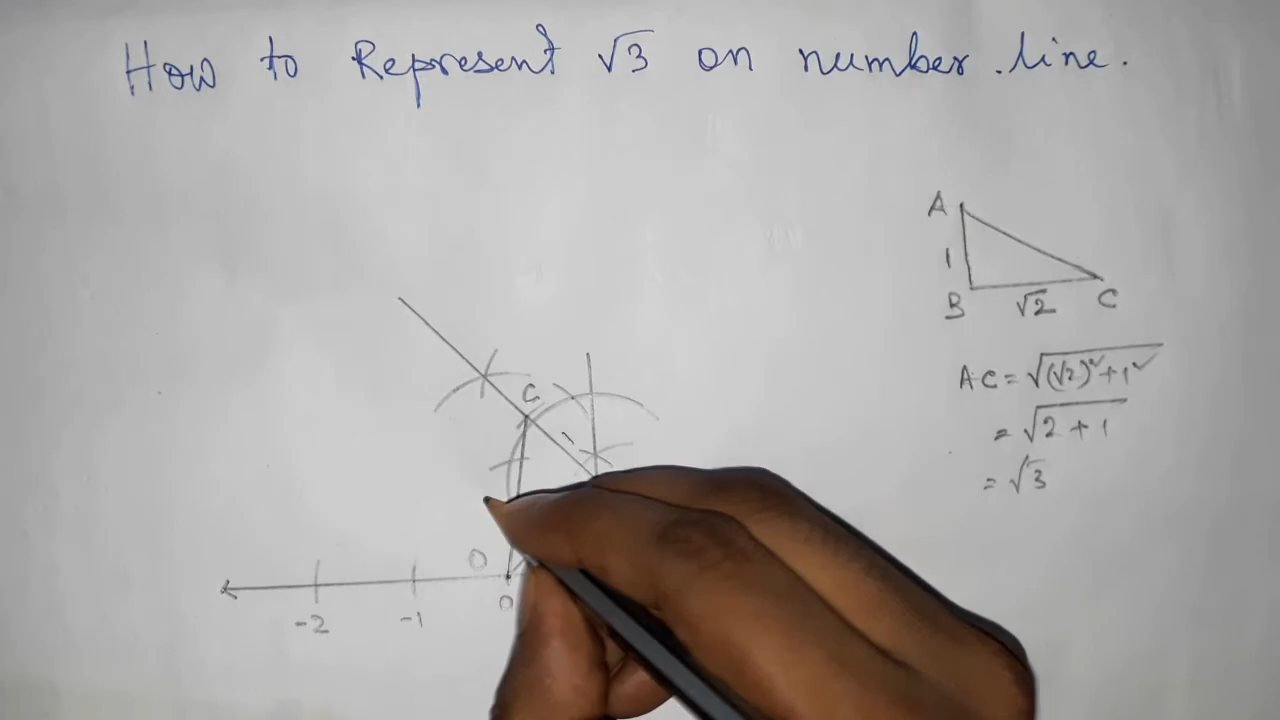 How to Represent √3 on number line.
A
1
B √2 C
AC = √(√2)²+1²
= √2+1
= √3
C
1
O
-2 -1 0